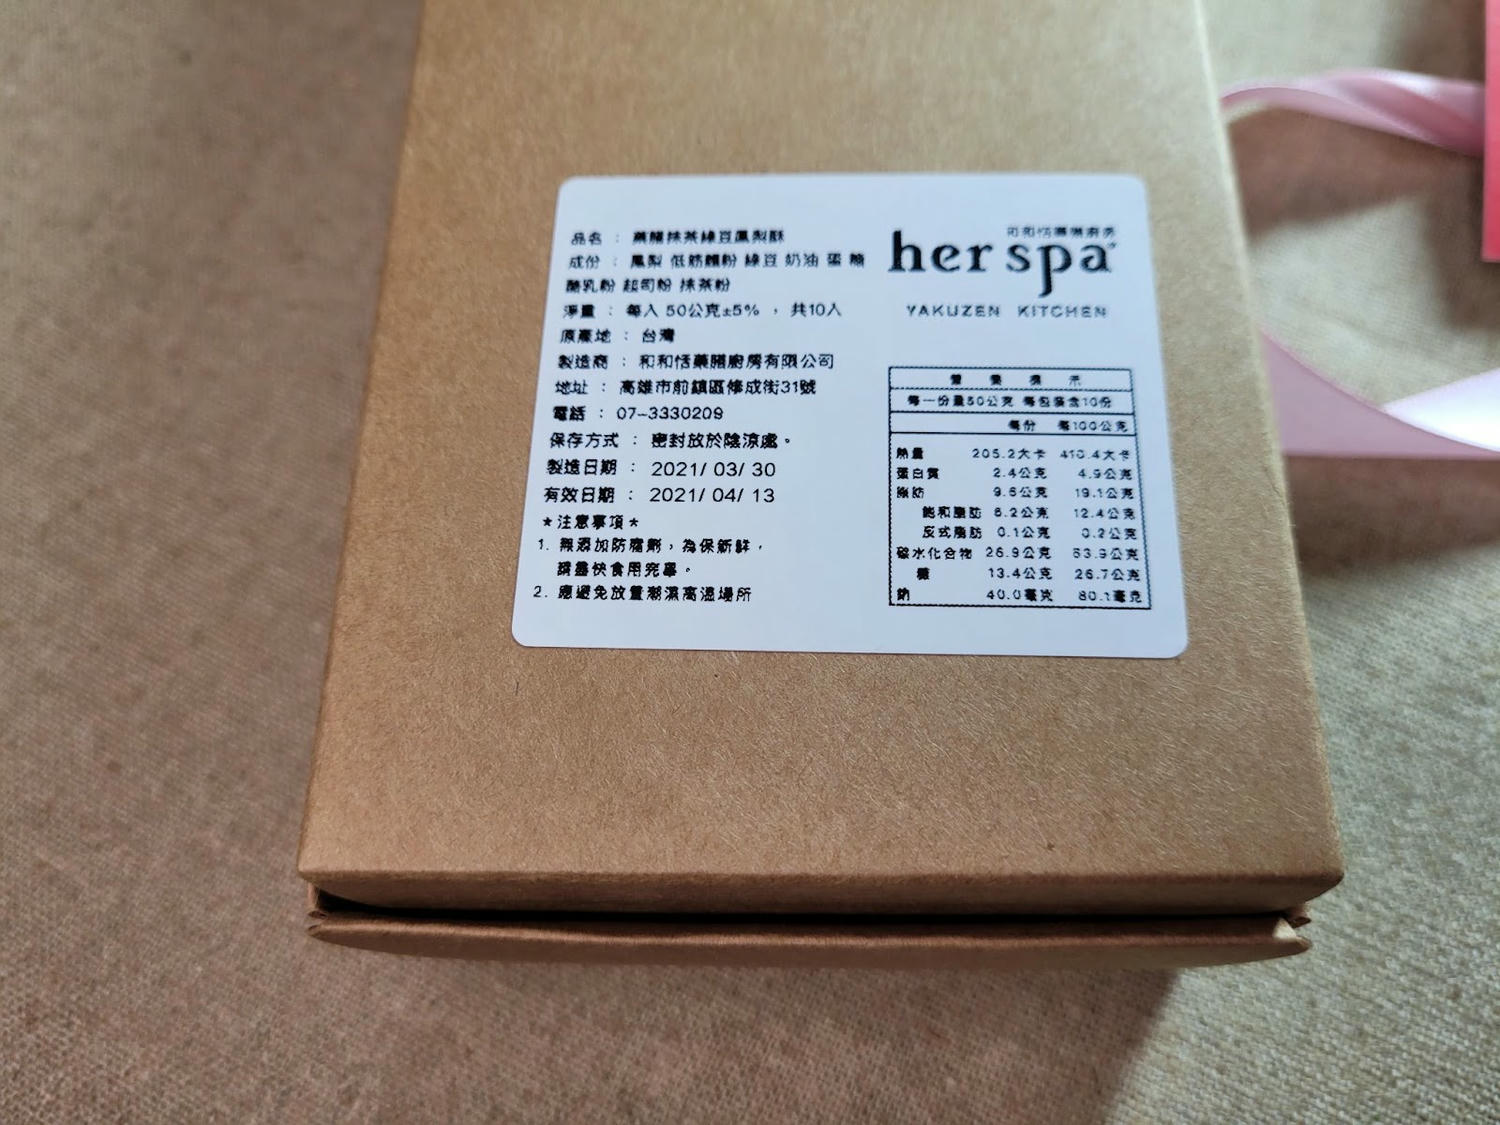 品名 : 藥膳抹茶綠豆鳳梨酥
成份 : 鳳梨 低筋麵粉 綠豆 奶油 蛋 糖
酪乳粉 起司粉 抹茶粉
淨重 : 每入 50公克±5% , 共10入
原產地 : 台灣
製造商 : 和和恬藥膳廚房有限公司
地址 : 高雄市前鎮區修成街31號
電話 : 07-3330209
保存方式 : 密封放於陰涼處。
製造日期 : 2021/ 03/ 30
有效日期 : 2021/ 04/ 13
*注意事項*
1. 無添加防腐劑,為保新鮮,
請盡快食用完畢。
2. 應避免放置潮濕高溫場所
和和恬藥膳廚房
her spa
YAKUZEN KITCHEN
營養標示
每一份量50公克 每包裝含10份
每份 每100公克
熱量 205.2大卡 410.4大卡
蛋白質 2.4公克 4.9公克
脂肪 9.6公克 19.1公克
飽和脂肪 6.2公克 12.4公克
反式脂肪 0.1公克 0.2公克
碳水化合物 26.9公克 53.9公克
糖 13.4公克 26.7公克
鈉 40.0毫克 80.1毫克